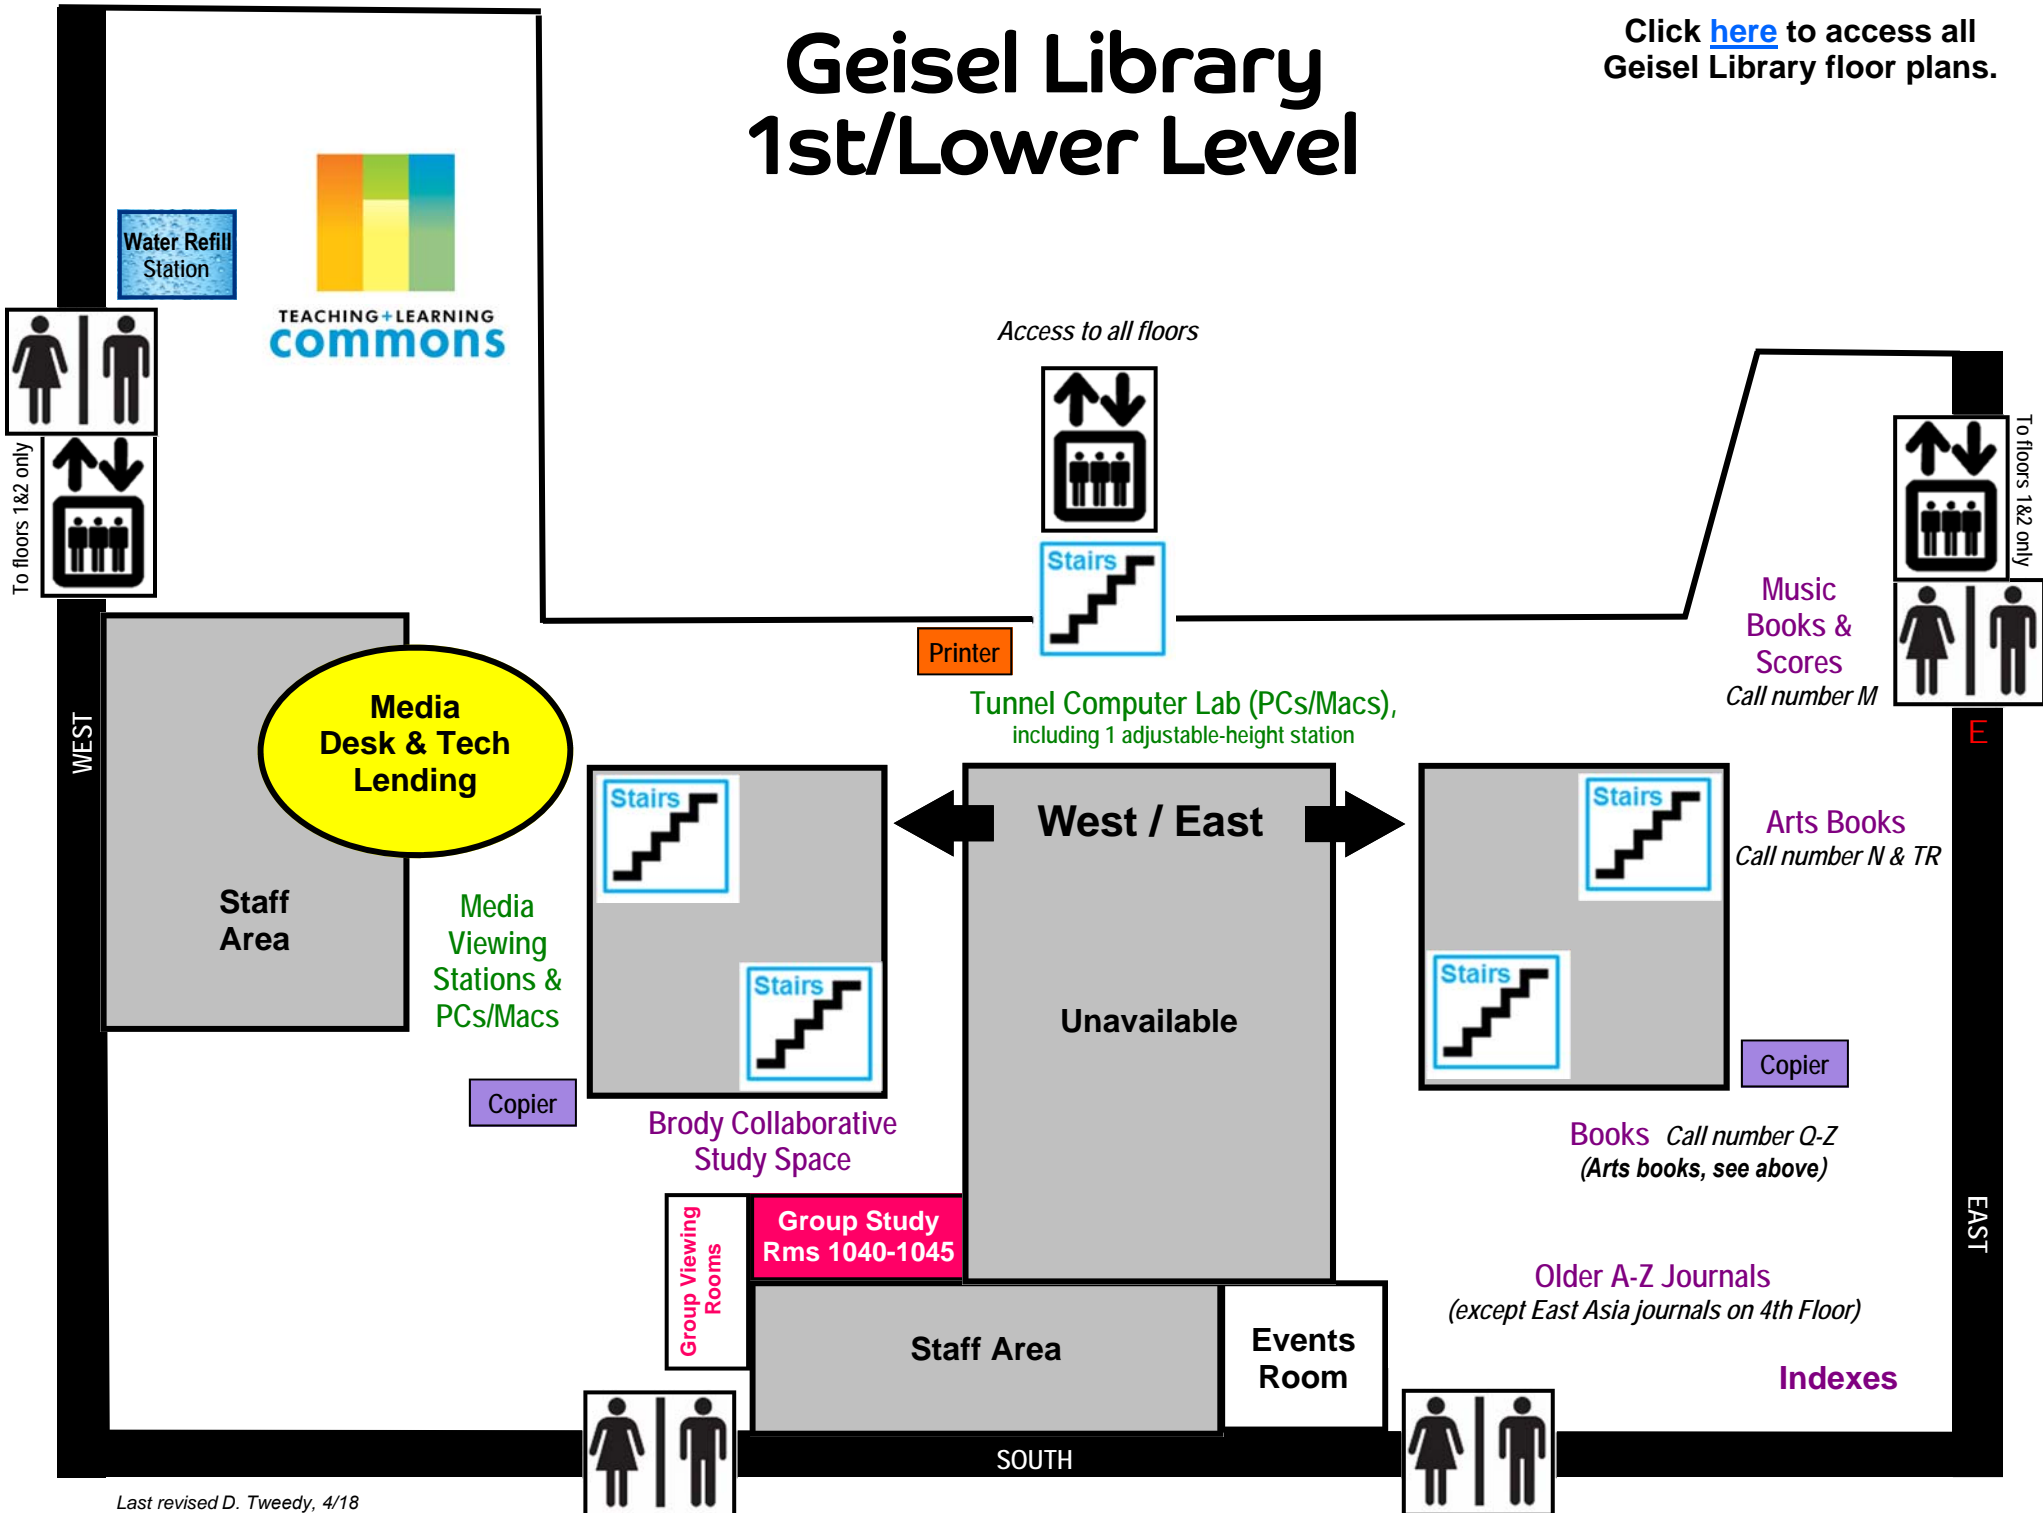 Geisel Library
1st/Lower Level
Click here to access all
Geisel Library floor plans.
Water Refill
Station
TEACHING+LEARNING
commons
Access to all floors
To floors 1&2 only
To floors 1&2 only
Stairs
Printer
Music
Books &
Scores
Call number M
E
Tunnel Computer Lab (PCs/Macs),
including 1 adjustable-height station
WEST
Media
Desk & Tech
Lending
Staff
Area
Stairs
West / East
Stairs
Arts Books
Call number N & TR
Media
Viewing
Stations &
PCs/Macs
Stairs
Unavailable
Stairs
Copier
Copier
Brody Collaborative
Study Space
Books Call number Q-Z
(Arts books, see above)
Group Viewing
Rooms
Group Study
Rms 1040-1045
EAST
Older A-Z Journals
(except East Asia journals on 4th Floor)
Staff Area
Events
Room
Indexes
SOUTH
Last revised D. Tweedy, 4/18